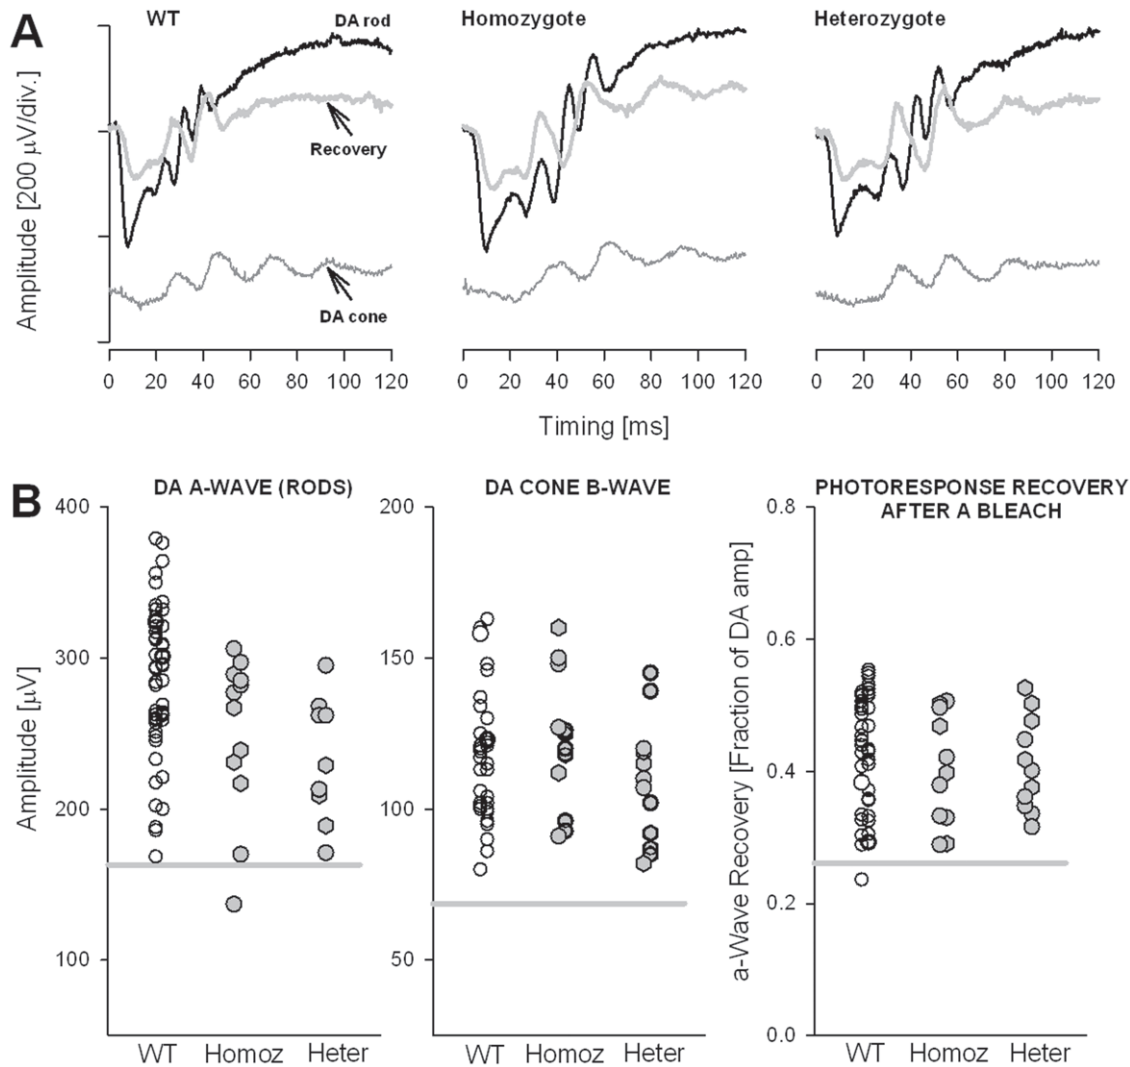 A
WT
Homozygote
Heterozygote
DA rod
Recovery
DA cone
Amplitude [200 µV/div.]
0 20 40 60 80 100 120
0 20 40 60 80 100 120
0 20 40 60 80 100 120
Timing [ms]
B
DA A-WAVE (RODS)
400
300
200
100
Amplitude [µV]
WT Homoz Heter
DA CONE B-WAVE
200
150
100
50
WT Homoz Heter
PHOTORESPONSE RECOVERY
AFTER A BLEACH
0.8
0.6
0.4
0.2
0.0
a-Wave Recovery [Fraction of DA amp]
WT Homoz Heter